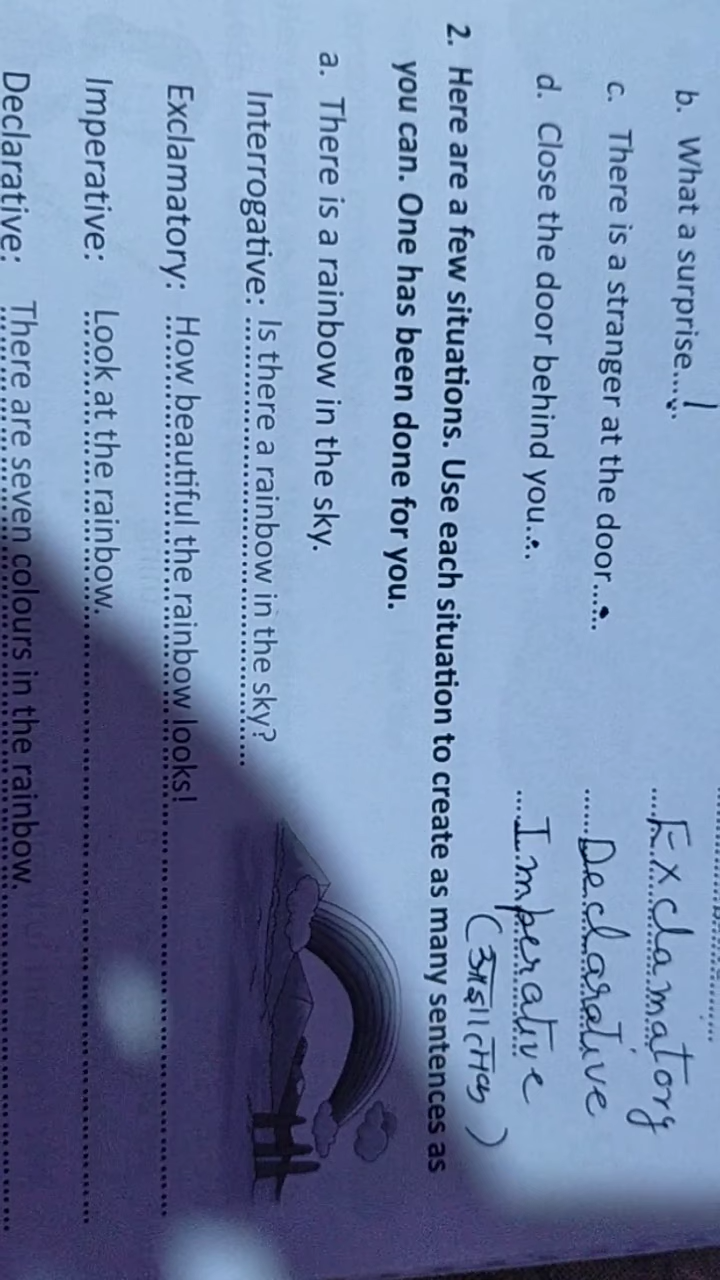 b. What a surprise....! Exclamatory
c. There is a stranger at the door...... Declarative
d. Close the door behind you.... Imperative
(आज्ञार्थक)
2. Here are a few situations. Use each situation to create as many sentences as
you can. One has been done for you.
a. There is a rainbow in the sky.
Interrogative: Is there a rainbow in the sky?
Exclamatory: How beautiful the rainbow looks!
Imperative: Look at the rainbow.
Declarative: There are seven colours in the rainbow.